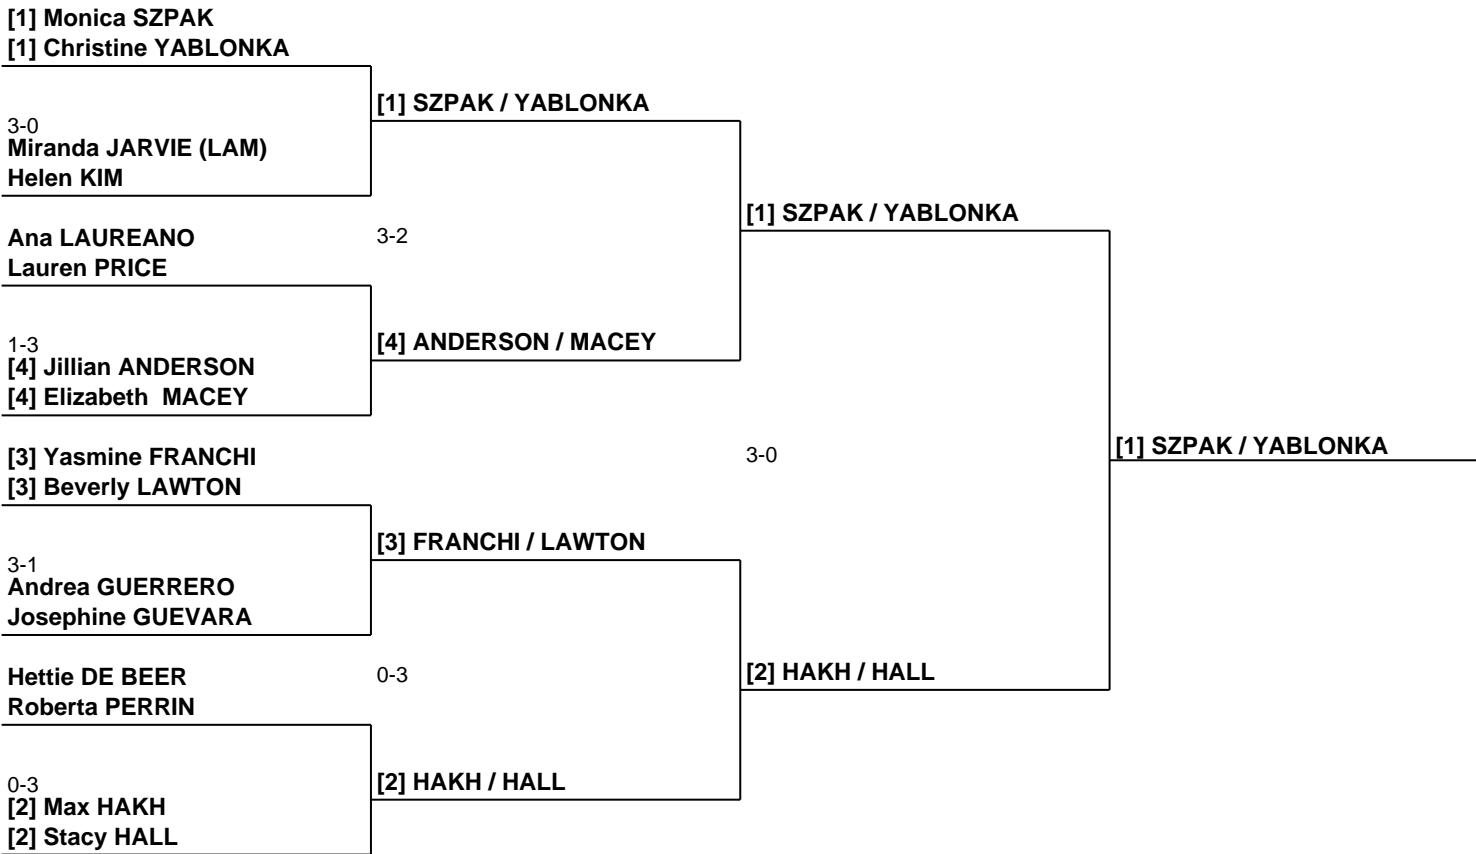 [1] Monica SZPAK
[1] Christine YABLONKA
[1] SZPAK / YABLONKA
3-0
Miranda JARVIE (LAM)
Helen KIM
[1] SZPAK / YABLONKA
Ana LAUREANO
3-2
Lauren PRICE
1-3
[4] ANDERSON / MACEY
[4] Jillian ANDERSON
[4] Elizabeth  MACEY
[1] SZPAK / YABLONKA
[3] Yasmine FRANCHI
3-0
[3] Beverly LAWTON
[3] FRANCHI / LAWTON
3-1
Andrea GUERRERO
Josephine GUEVARA
[2] HAKH / HALL
Hettie DE BEER
0-3
Roberta PERRIN
[2] HAKH / HALL
0-3
[2] Max HAKH
[2] Stacy HALL